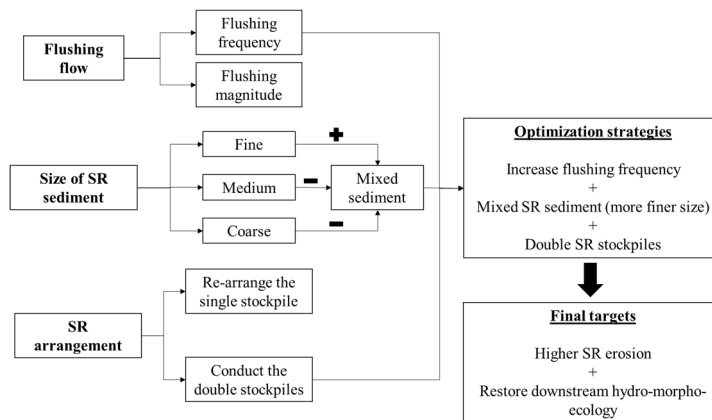 Flushing
flow
Flushing
frequency
Flushing
magnitude
Size of SR
sediment
Fine
Medium
Coarse
+
-
-
Mixed
sediment
SR
arrangement
Re-arrange the
single stockpile
Conduct the
double stockpiles
Optimization strategies
Increase flushing frequency
+
Mixed SR sediment (more finer size)
+
Double SR stockpiles
Final targets
Higher SR erosion
+
Restore downstream hydro-morpho-
ecology